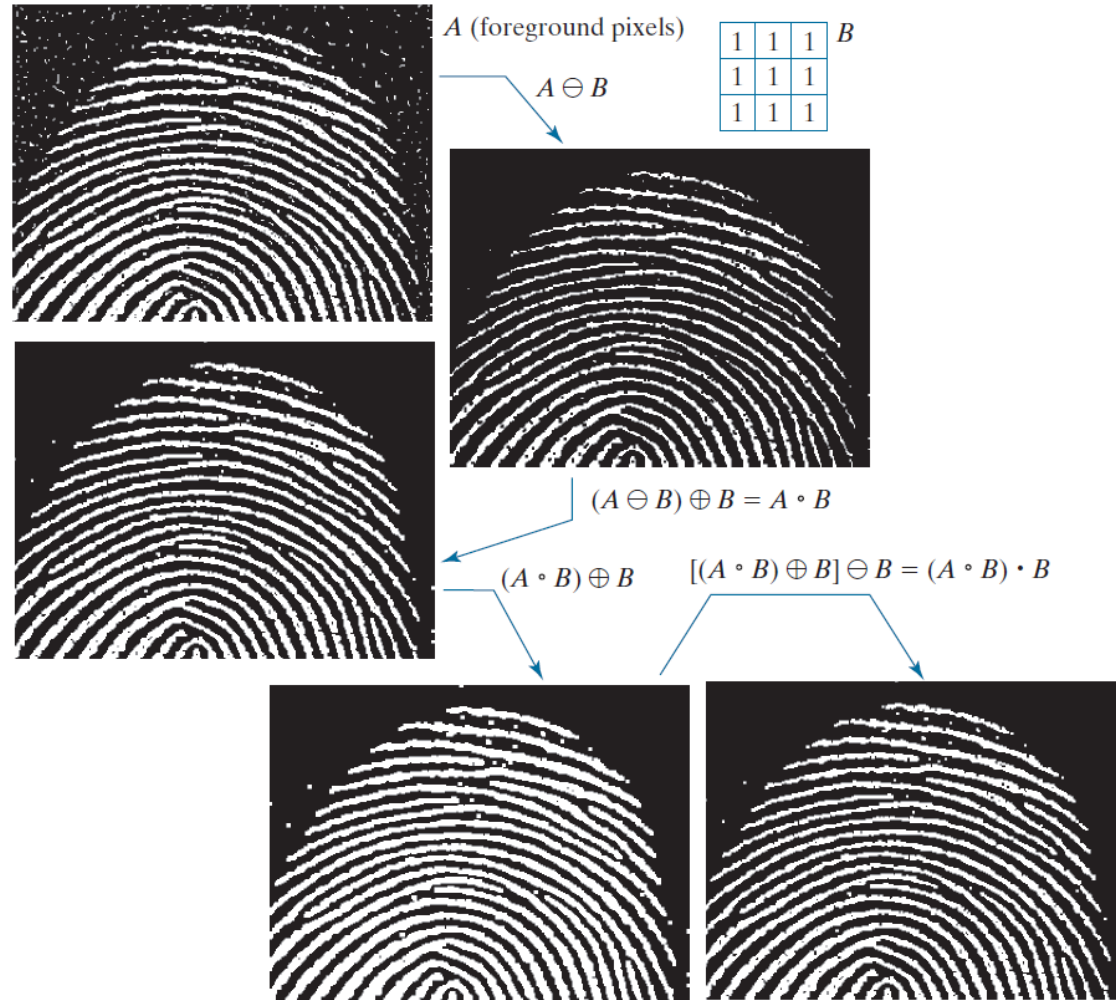 A (foreground pixels)
1 1 1 B
1 1 1
1 1 1
A ⊖ B
(A ⊖ B) ⊕ B = A ∘ B
(A ∘ B) ⊕ B
[(A ∘ B) ⊕ B] ⊖ B = (A ∘ B) • B